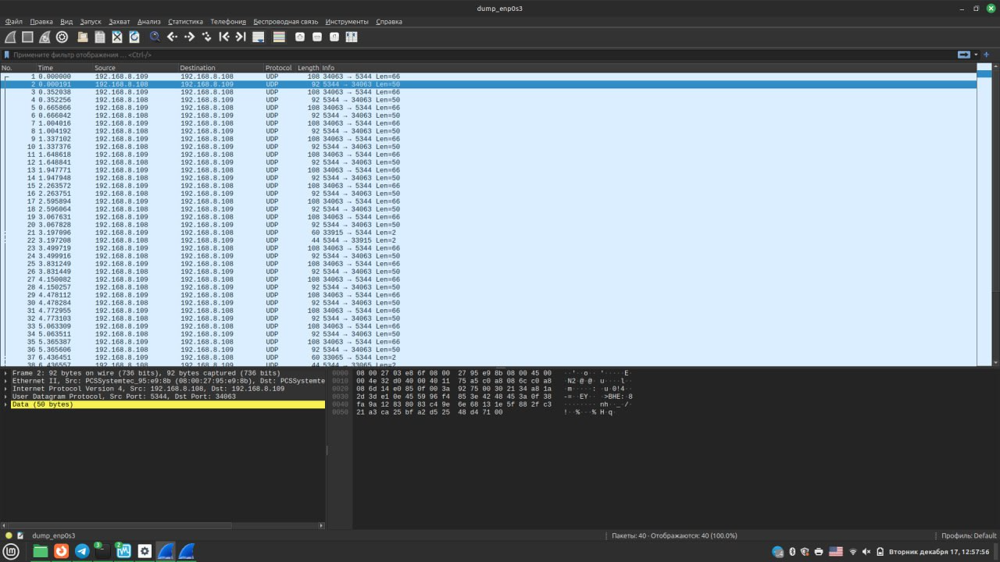 dump_enp0s3
Файл Правка Вид Запуск Захват Анализ Статистика Телефония Беспроводная связь Инструменты Справка
Примените фильтр отображения ... <Ctrl-/>
No. Time Source Destination Protocol Length Info
1 0.000000 192.168.8.109 192.168.8.108 UDP 108 34063 → 5344 Len=66
2 0.000191 192.168.8.108 192.168.8.109 UDP 92 5344 → 34063 Len=50
3 0.352038 192.168.8.109 192.168.8.108 UDP 108 34063 → 5344 Len=66
4 0.352256 192.168.8.108 192.168.8.109 UDP 92 5344 → 34063 Len=50
5 0.665866 192.168.8.109 192.168.8.108 UDP 108 34063 → 5344 Len=66
6 0.666042 192.168.8.108 192.168.8.109 UDP 92 5344 → 34063 Len=50
7 1.004016 192.168.8.109 192.168.8.108 UDP 108 34063 → 5344 Len=66
8 1.004192 192.168.8.108 192.168.8.109 UDP 92 5344 → 34063 Len=50
9 1.337102 192.168.8.109 192.168.8.108 UDP 108 34063 → 5344 Len=66
10 1.337376 192.168.8.108 192.168.8.109 UDP 92 5344 → 34063 Len=50
11 1.648618 192.168.8.109 192.168.8.108 UDP 108 34063 → 5344 Len=66
12 1.648841 192.168.8.108 192.168.8.109 UDP 92 5344 → 34063 Len=50
13 1.947771 192.168.8.109 192.168.8.108 UDP 108 34063 → 5344 Len=66
14 1.947948 192.168.8.108 192.168.8.109 UDP 92 5344 → 34063 Len=50
15 2.263572 192.168.8.109 192.168.8.108 UDP 108 34063 → 5344 Len=66
16 2.263751 192.168.8.108 192.168.8.109 UDP 92 5344 → 34063 Len=50
17 2.595894 192.168.8.109 192.168.8.108 UDP 108 34063 → 5344 Len=66
18 2.596064 192.168.8.108 192.168.8.109 UDP 92 5344 → 34063 Len=50
19 3.067631 192.168.8.109 192.168.8.108 UDP 108 34063 → 5344 Len=66
20 3.067828 192.168.8.108 192.168.8.109 UDP 92 5344 → 34063 Len=50
21 3.197096 192.168.8.109 192.168.8.108 UDP 60 33915 → 5344 Len=2
22 3.197208 192.168.8.108 192.168.8.109 UDP 44 5344 → 33915 Len=2
23 3.499719 192.168.8.109 192.168.8.108 UDP 108 34063 → 5344 Len=66
24 3.499916 192.168.8.108 192.168.8.109 UDP 92 5344 → 34063 Len=50
25 3.831249 192.168.8.109 192.168.8.108 UDP 108 34063 → 5344 Len=66
26 3.831449 192.168.8.108 192.168.8.109 UDP 92 5344 → 34063 Len=50
27 4.150082 192.168.8.109 192.168.8.108 UDP 108 34063 → 5344 Len=66
28 4.150257 192.168.8.108 192.168.8.109 UDP 92 5344 → 34063 Len=50
29 4.478112 192.168.8.109 192.168.8.108 UDP 108 34063 → 5344 Len=66
30 4.478284 192.168.8.108 192.168.8.109 UDP 92 5344 → 34063 Len=50
31 4.772955 192.168.8.109 192.168.8.108 UDP 108 34063 → 5344 Len=66
32 4.773103 192.168.8.108 192.168.8.109 UDP 92 5344 → 34063 Len=50
33 5.063309 192.168.8.109 192.168.8.108 UDP 108 34063 → 5344 Len=66
34 5.063511 192.168.8.108 192.168.8.109 UDP 92 5344 → 34063 Len=50
35 5.365387 192.168.8.109 192.168.8.108 UDP 108 34063 → 5344 Len=66
36 5.365606 192.168.8.108 192.168.8.109 UDP 92 5344 → 34063 Len=50
37 6.436451 192.168.8.109 192.168.8.108 UDP 60 33065 → 5344 Len=2
38 6.436557 192.168.8.108 192.168.8.109 UDP 44 5344 → 33065 Len=2
Frame 2: 92 bytes on wire (736 bits), 92 bytes captured (736 bits)
Ethernet II, Src: PCSSystemtec_95:e9:8b (08:00:27:95:e9:8b), Dst: PCSSystemte
Internet Protocol Version 4, Src: 192.168.8.108, Dst: 192.168.8.109
User Datagram Protocol, Src Port: 5344, Dst Port: 34063
Data (50 bytes)
0000 08 00 27 03 e8 6f 08 00 27 95 e9 8b 08 00 45 00 ··'··o·· '·····E·
0010 00 4e 32 d0 40 00 40 11 75 a5 c0 a8 08 6c c0 a8 ·N2·@·@· u····l··
0020 08 6d 14 e0 85 0f 00 3a 92 75 00 30 21 34 a8 1a ·m·····: ·u·0!4··
0030 2d 3d e1 0e 45 59 96 f4 85 3e 42 48 45 3a 0f 38 -=··EY·· ·>BHE:·8
0040 fa 9a 12 83 80 83 c4 9e 6e 68 13 1e 5f 88 2f c3 ········ nh··_·/·
0050 21 a3 ca 25 bf a2 d5 25 48 d4 71 00 !··%···% H·q·
dump_enp0s3 Пакеты: 40 · Отображаются: 40 (100.0%) Профиль: Default
3 2 Вторник декабря 17, 12:57:56